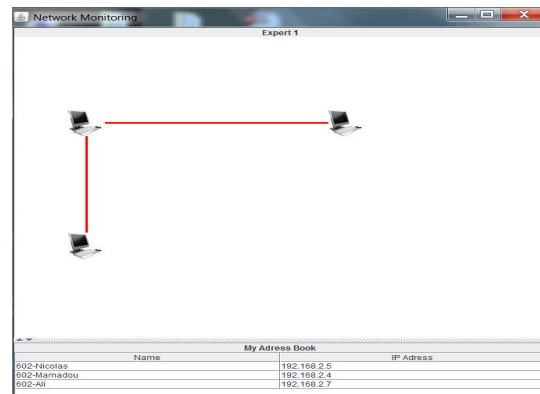 Network Monitoring
Expert 1
My Adress Book
Name IP Adress
602-Nicolas 192.168.2.5
602-Mamadou 192.168.2.4
602-Ali 192.168.2.7